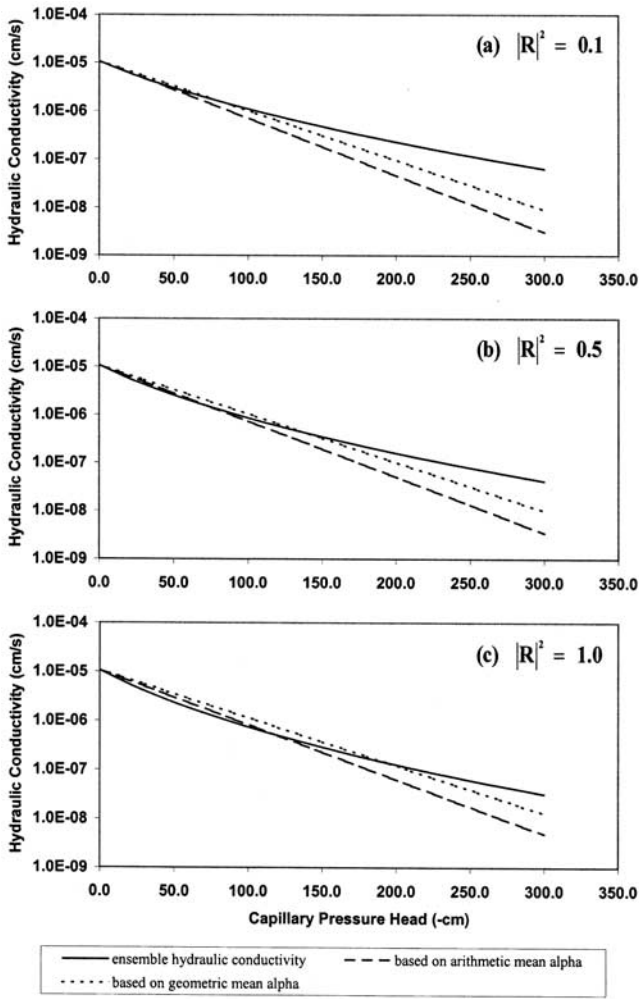 1.0E-04
1.0E-05
1.0E-06
1.0E-07
1.0E-08
1.0E-09
Hydraulic Conductivity (cm/s)
(a) |R|² = 0.1
0.0 50.0 100.0 150.0 200.0 250.0 300.0 350.0
1.0E-04
1.0E-05
1.0E-06
1.0E-07
1.0E-08
1.0E-09
Hydraulic Conductivity (cm/s)
(b) |R|² = 0.5
0.0 50.0 100.0 150.0 200.0 250.0 300.0 350.0
1.0E-04
1.0E-05
1.0E-06
1.0E-07
1.0E-08
1.0E-09
Hydraulic Conductivity (cm/s)
(c) |R|² = 1.0
0.0 50.0 100.0 150.0 200.0 250.0 300.0 350.0
Capillary Pressure Head (-cm)
ensemble hydraulic conductivity
based on arithmetic mean alpha
based on geometric mean alpha